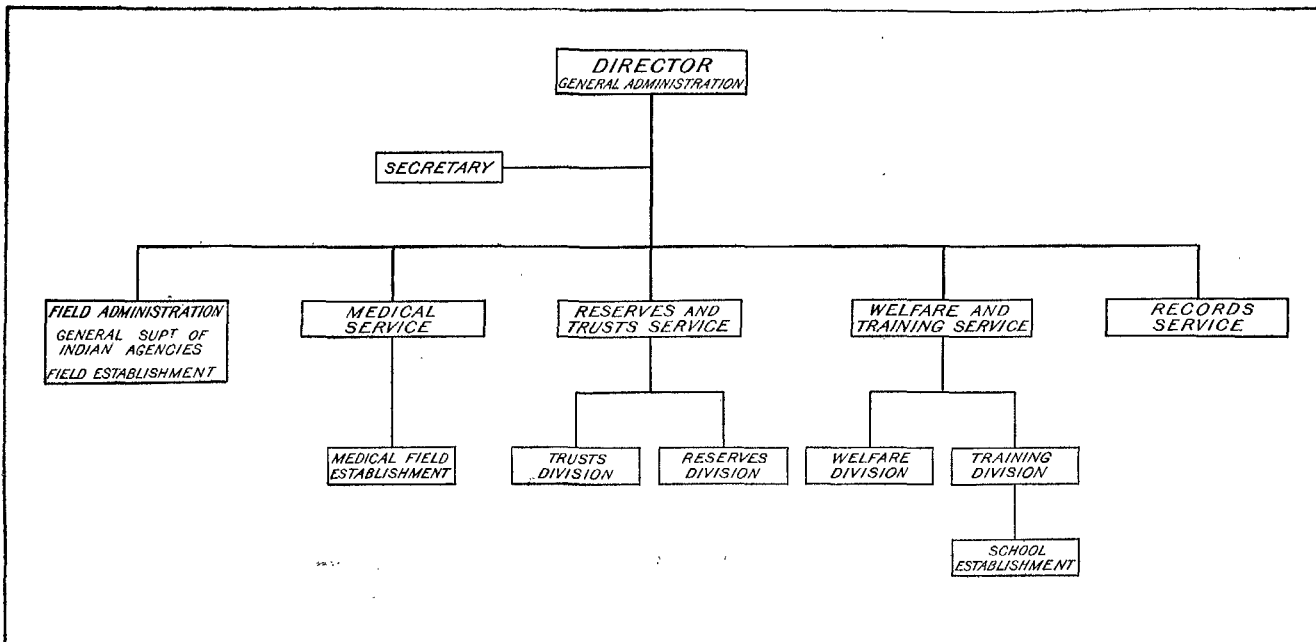 DIRECTOR
GENERAL ADMINISTRATION
SECRETARY
FIELD ADMINISTRATION
GENERAL SUPT OF
INDIAN AGENCIES
FIELD ESTABLISHMENT
MEDICAL
SERVICE
RESERVES AND
TRUSTS SERVICE
WELFARE AND
TRAINING SERVICE
RECORDS
SERVICE
MEDICAL FIELD
ESTABLISHMENT
TRUSTS
DIVISION
RESERVES
DIVISION
WELFARE
DIVISION
TRAINING
DIVISION
SCHOOL
ESTABLISHMENT